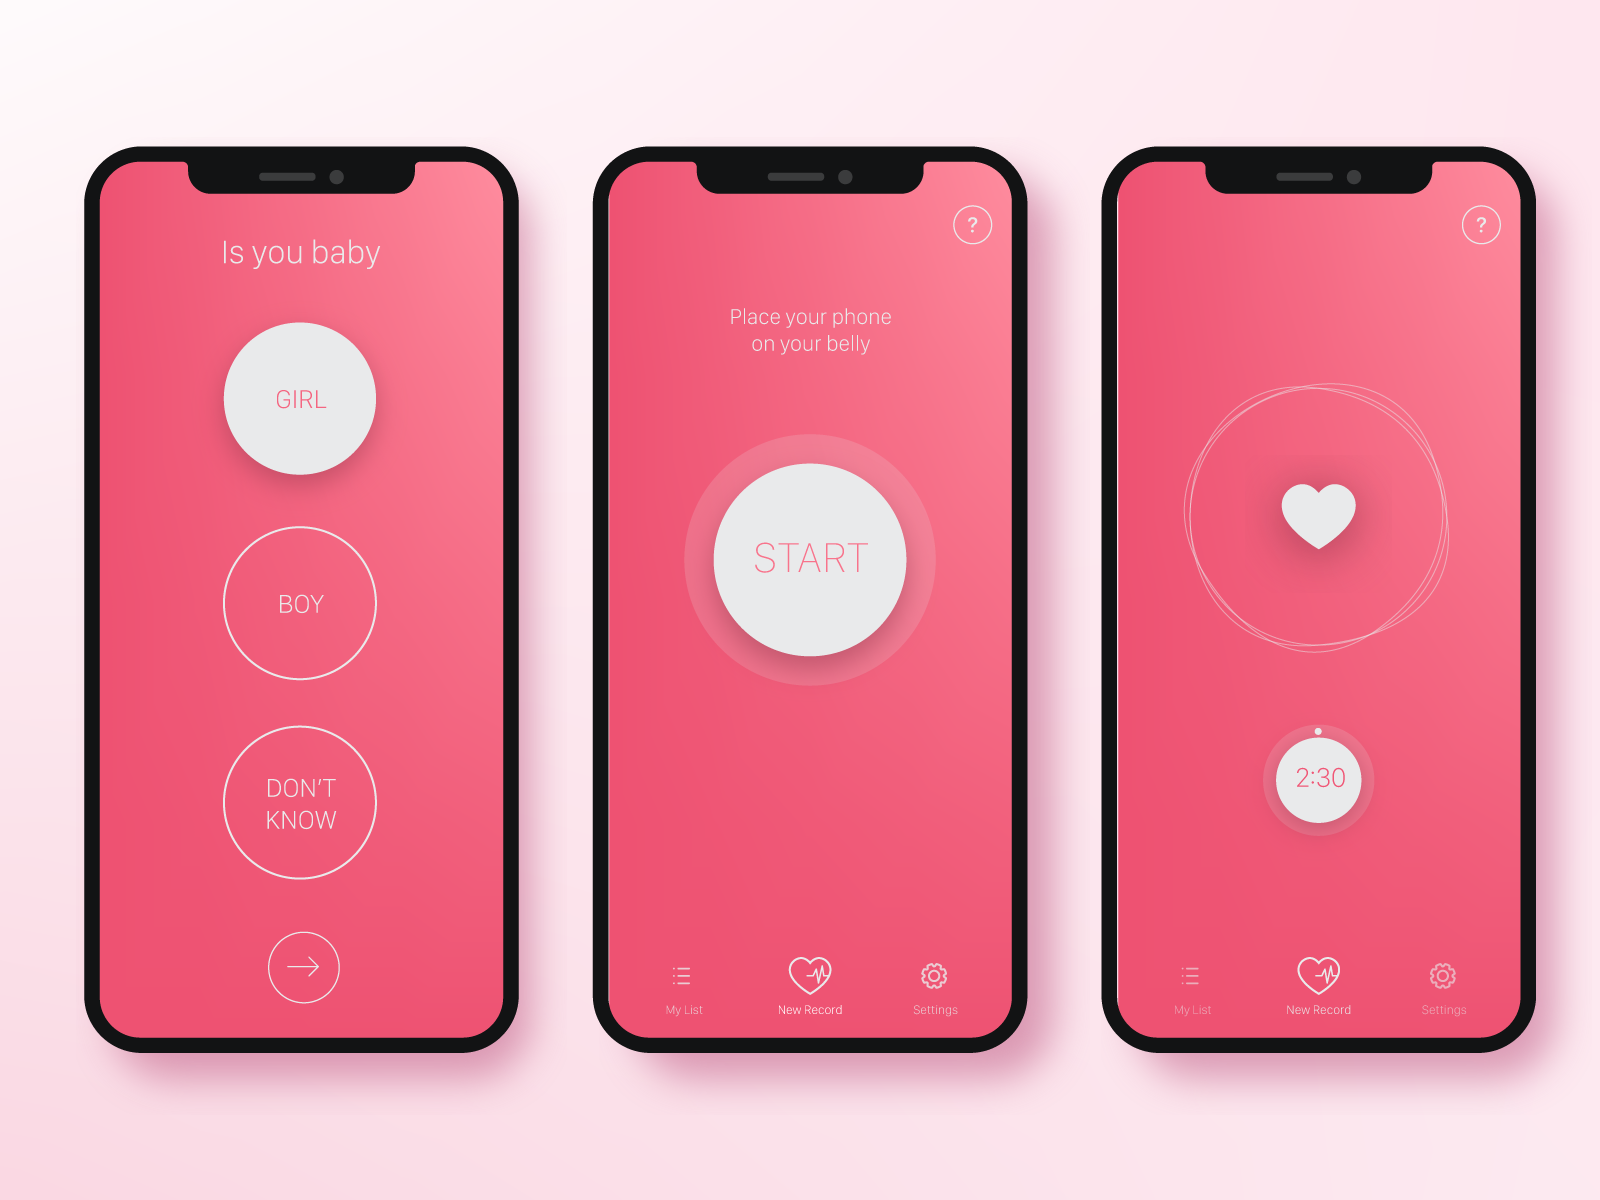 Is you baby
GIRL
BOY
DON'T
KNOW
?
Place your phone
on your belly
START
My List
New Record
Settings
?
2:30
My List
New Record
Settings